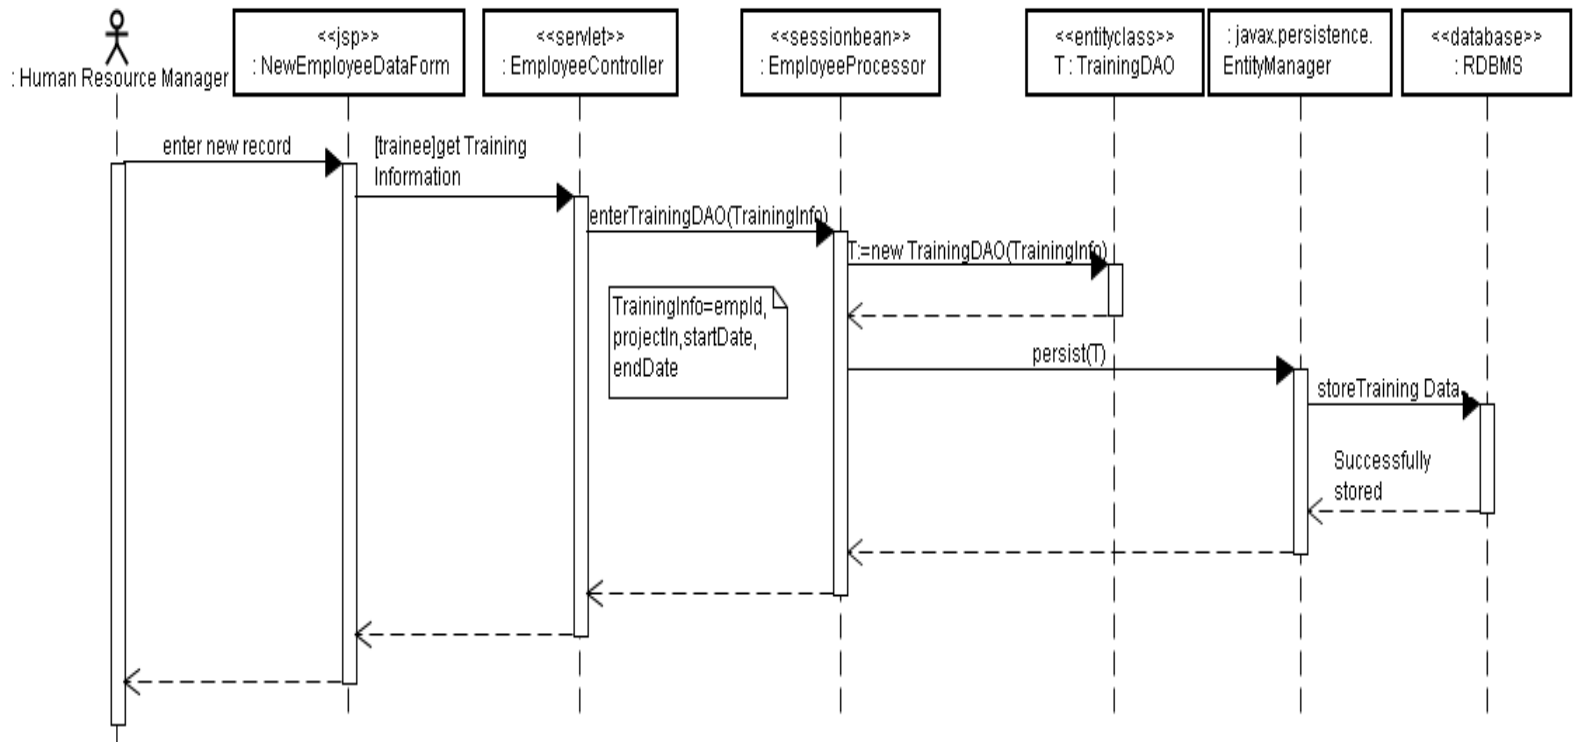 : Human Resource Manager
<<jsp>>
: NewEmployeeDataForm
<<servlet>>
: EmployeeController
<<sessionbean>>
: EmployeeProcessor
<<entityclass>>
T : TrainingDAO
: javax.persistence.
EntityManager
<<database>>
: RDBMS
enter new record
[trainee]get Training
Information
enterTrainingDAO(TrainingInfo)
T:=new TrainingDAO(TrainingInfo)
TrainingInfo=empId,
projectIn,startDate,
endDate
persist(T)
storeTraining Data
Successfully
stored